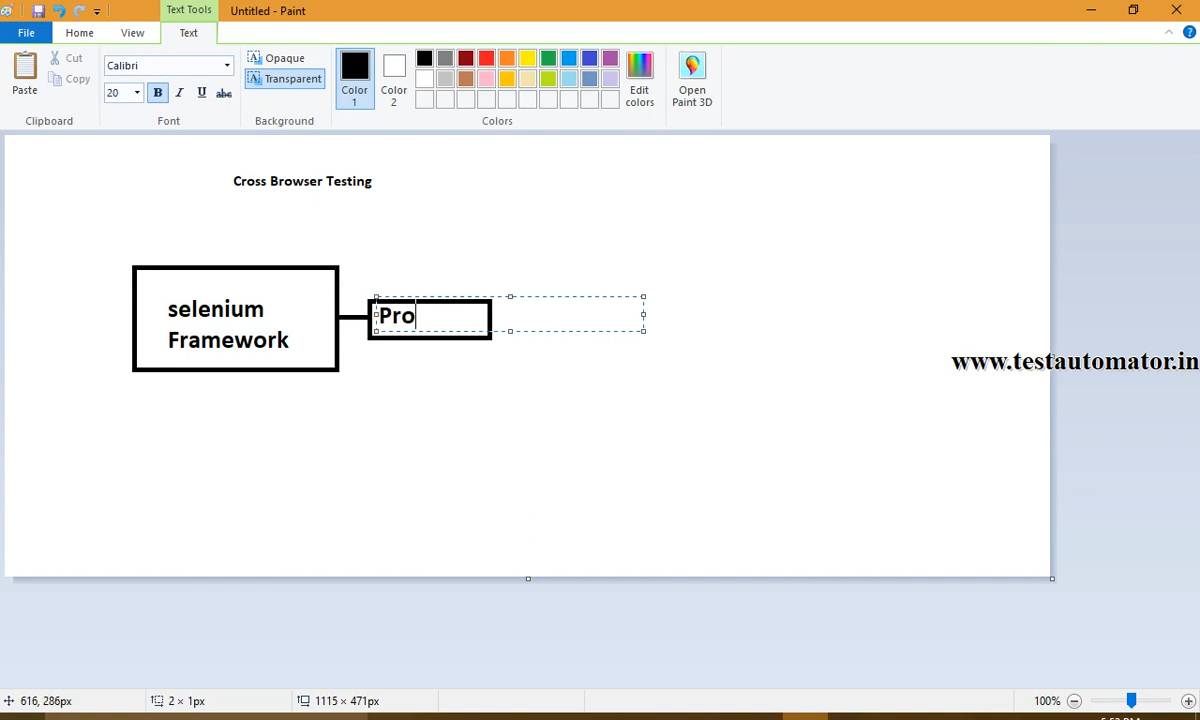 Text Tools
Untitled - Paint
File
Home
View
Text
Paste
Cut
Copy
Clipboard
Calibri
20
B
I
U
abc
Font
A Opaque
A Transparent
Background
Color 1
Color 2
Edit colors
Colors
Open Paint 3D
Cross Browser Testing
selenium
Framework
Pro
www.testautomator.in
616, 286px
2 × 1px
1115 × 471px
100%